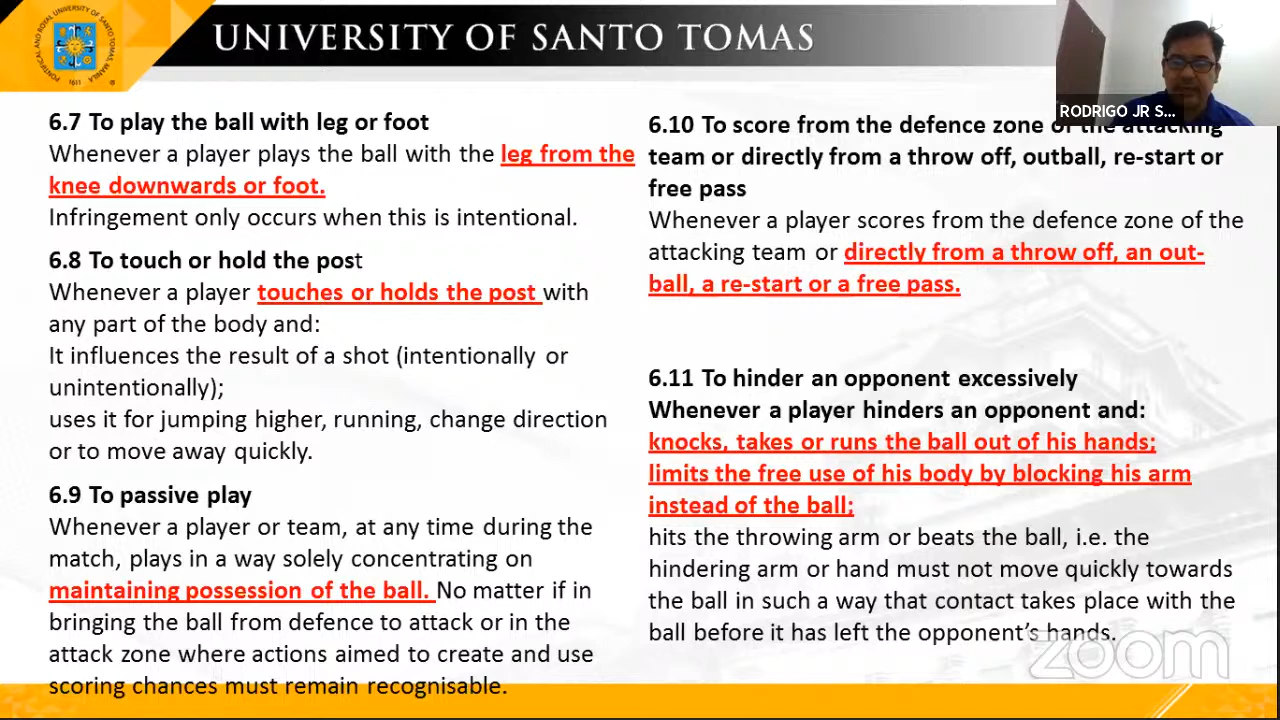 UNIVERSITY OF SANTO TOMAS
PONTIFICAL AND ROYAL UNIVERSITY OF SANTO TOMAS, MANILA
1611
RODRIGO JR S...
6.7 To play the ball with leg or foot
Whenever a player plays the ball with the leg from the
knee downwards or foot.
Infringement only occurs when this is intentional.
6.8 To touch or hold the post
Whenever a player touches or holds the post with
any part of the body and:
It influences the result of a shot (intentionally or
unintentionally);
uses it for jumping higher, running, change direction
or to move away quickly.
6.9 To passive play
Whenever a player or team, at any time during the
match, plays in a way solely concentrating on
maintaining possession of the ball. No matter if in
bringing the ball from defence to attack or in the
attack zone where actions aimed to create and use
scoring chances must remain recognisable.
6.10 To score from the defence zone of the attacking
team or directly from a throw off, outball, re-start or
free pass
Whenever a player scores from the defence zone of the
attacking team or directly from a throw off, an out-
ball, a re-start or a free pass.
6.11 To hinder an opponent excessively
Whenever a player hinders an opponent and:
knocks, takes or runs the ball out of his hands;
limits the free use of his body by blocking his arm
instead of the ball;
hits the throwing arm or beats the ball, i.e. the
hindering arm or hand must not move quickly towards
the ball in such a way that contact takes place with the
ball before it has left the opponent's hands.
zoom